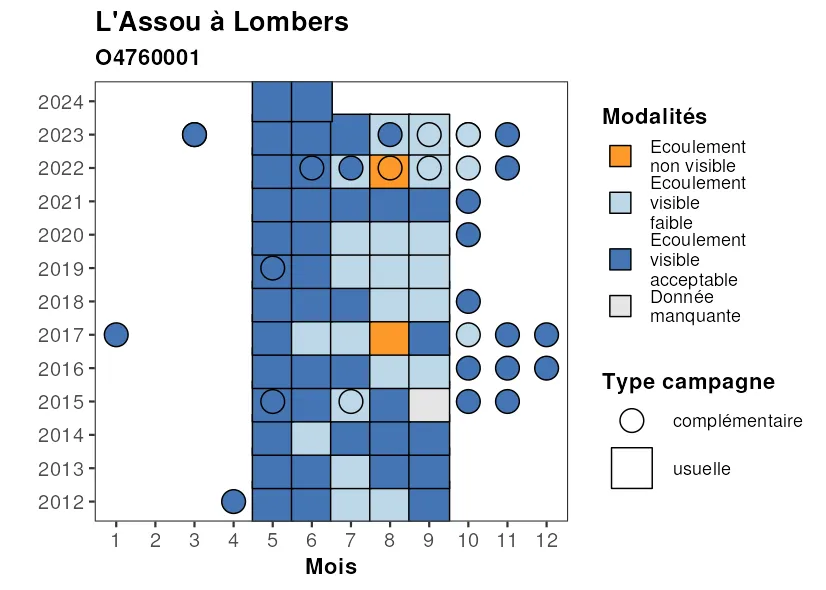 L'Assou à Lombers
O4760001
2024
2023
2022
2021
2020
2019
2018
2017
2016
2015
2014
2013
2012
1 2 3 4 5 6 7 8 9 10 11 12
Mois
Modalités
Ecoulement
non visible
Ecoulement
visible
faible
Ecoulement
visible
acceptable
Donnée
manquante
Type campagne
complémentaire
usuelle